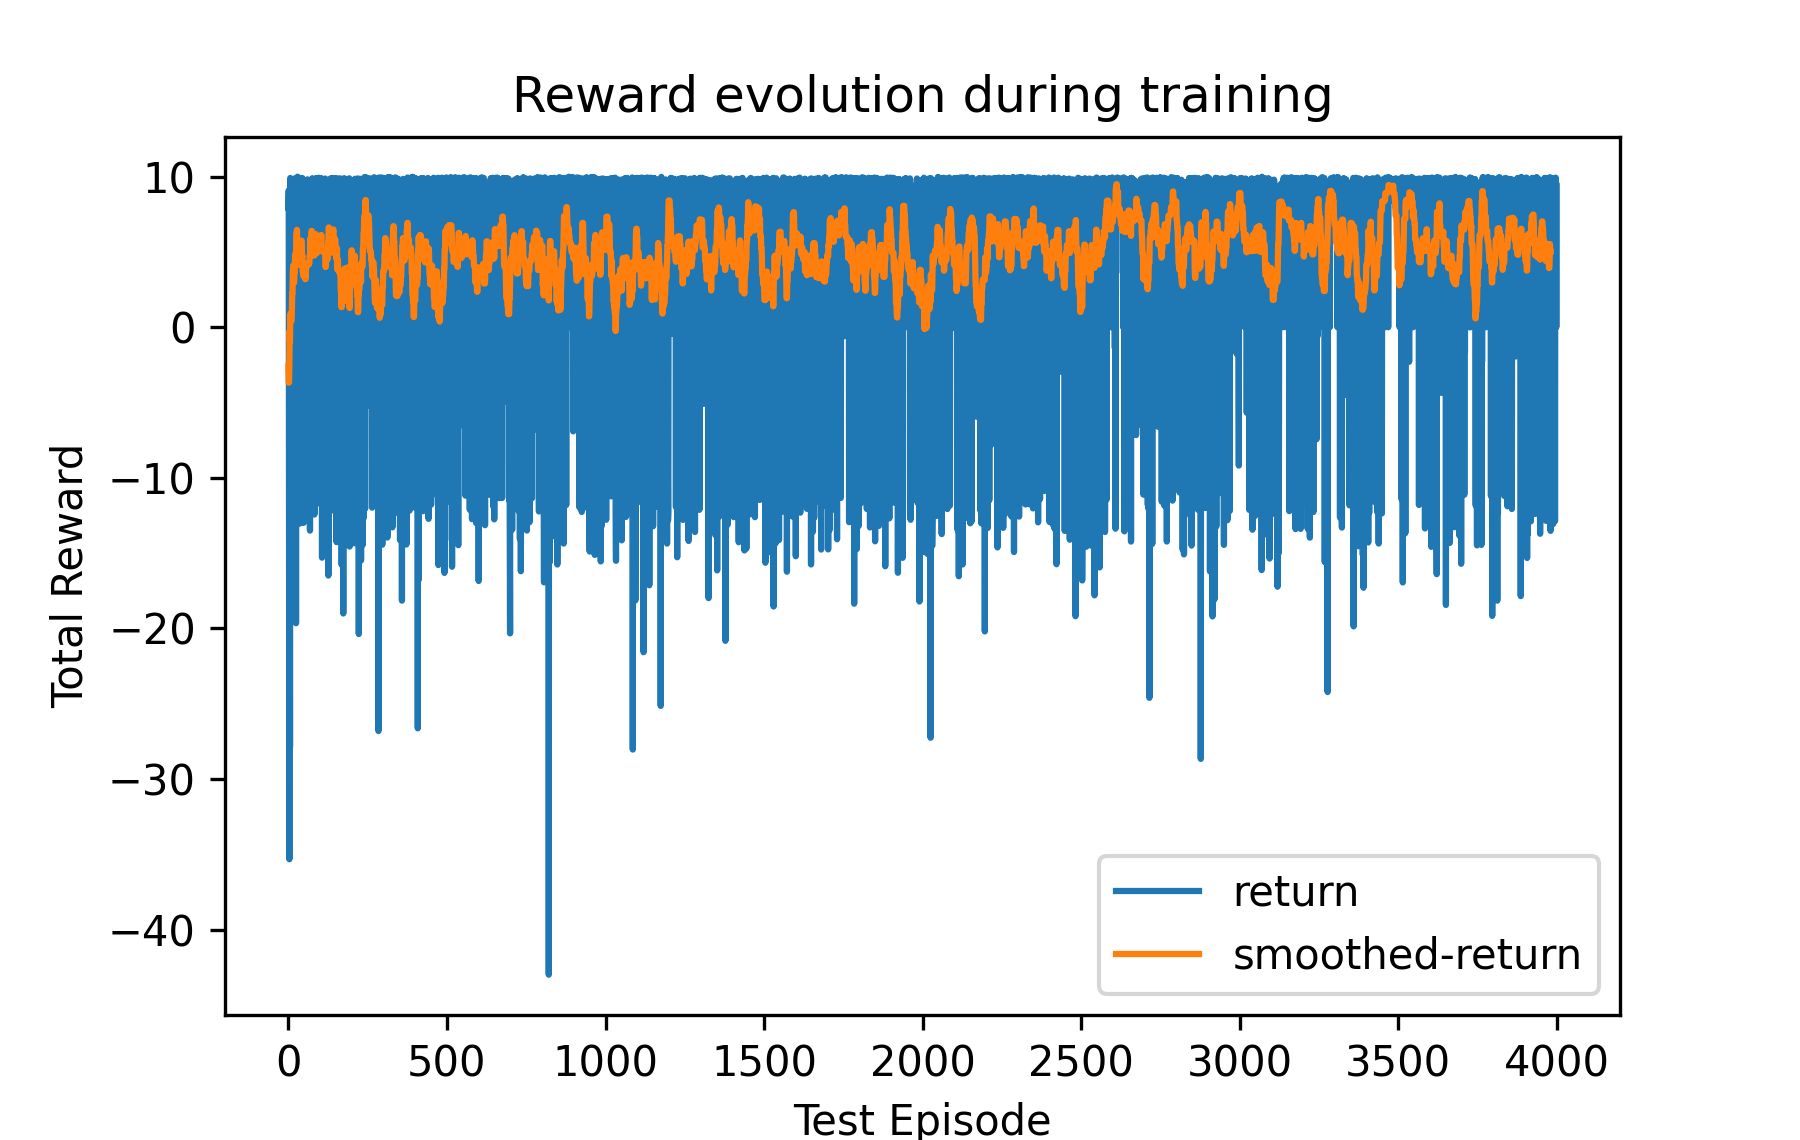 Reward evolution during training
10
0
−10
−20
−30
−40
Total Reward
return
smoothed-return
0 500 1000 1500 2000 2500 3000 3500 4000
Test Episode